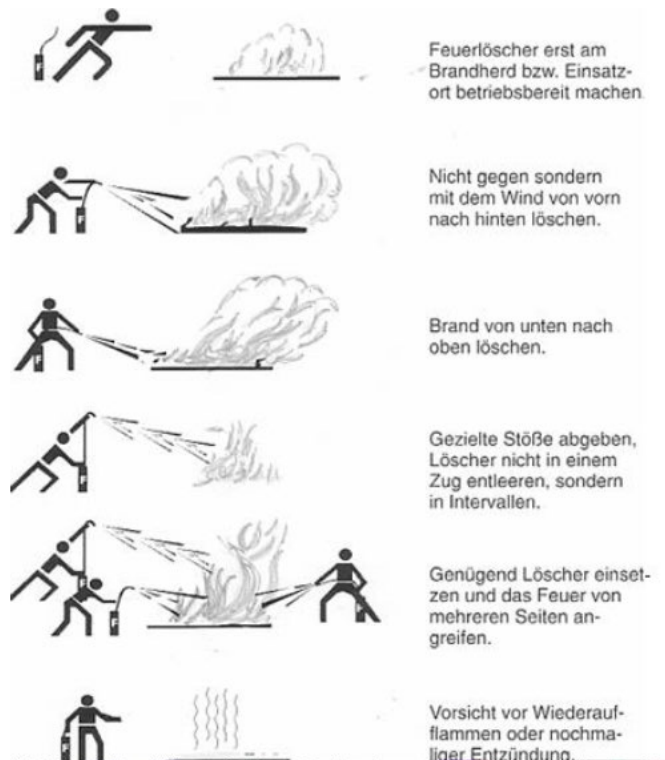 Feuerlöscher erst am
Brandherd bzw. Einsatz-
ort betriebsbereit machen
Nicht gegen sondern
mit dem Wind von vorn
nach hinten löschen.
Brand von unten nach
oben löschen.
Gezielte Stöße abgeben,
Löscher nicht in einem
Zug entleeren, sondern
in Intervallen.
Genügend Löscher einset-
zen und das Feuer von
mehreren Seiten an-
greifen.
Vorsicht vor Wiederauf-
flammen oder nochma-
liger Entzündung.